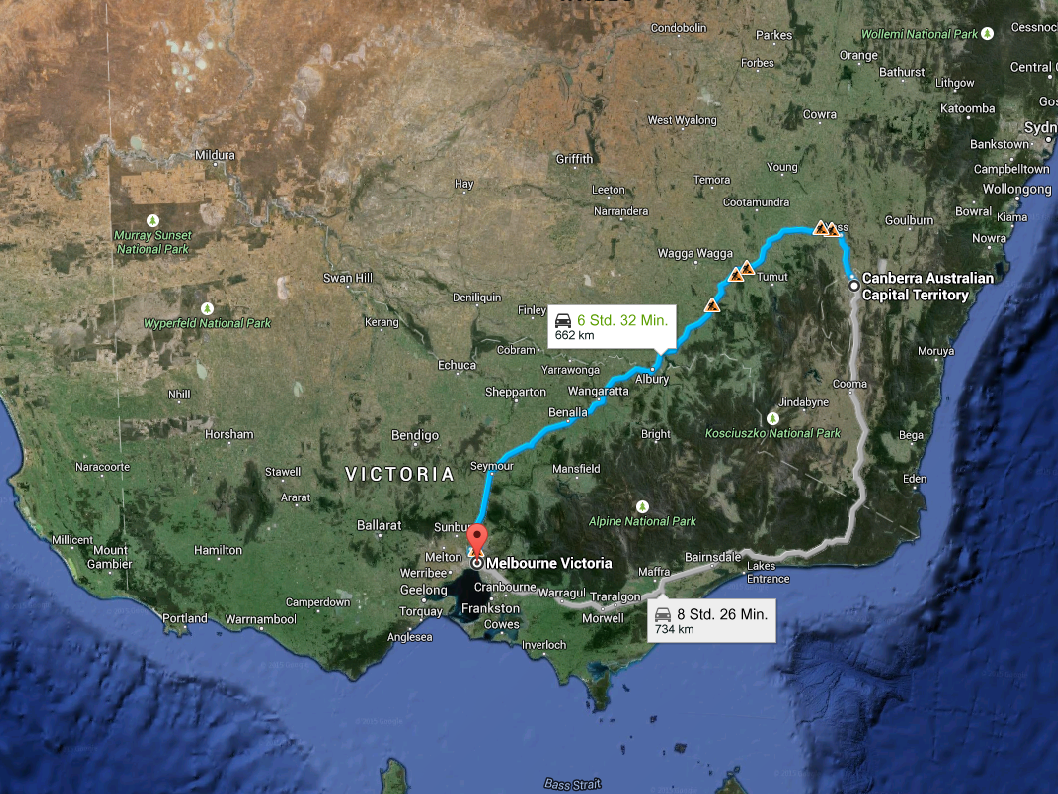 Condobolin
Parkes
Wollemi National Park
Cessnoc
Forbes
Orange
Bathurst
Lithgow
Central
Katoomba
Gos
West Wyalong
Cowra
Sydn
Bankstown
Mildura
Griffith
Young
Campbelltown
Hay
Leeton
Temora
Wollongong
Narrandera
Cootamundra
Bowral
Kiama
Goulburn
Murray Sunset
National Park
ss
Nowra
Wagga Wagga
Swan Hill
Tumut
Canberra Australian
Capital Territory
Deniliquin
Finley
Wyperfeld National Park
Kerang
6 Std. 32 Min.
662 km
Cobram
Moruya
Echuca
Yarrawonga
Albury
Cooma
Nhill
Shepparton
Wangaratta
Jindabyne
Benalla
Horsham
Bendigo
Bright
Kosciuszko National Park
Bega
Naracoorte
Stawell
VICTORIA
Seymour
Mansfield
Eden
Ararat
Ballarat
Sunbu
Alpine National Park
Millicent
Mount
Gambier
Hamilton
Melton
Melbourne Victoria
Bairnsdale
Lakes
Entrence
Werribee
Maffra
Geelong
Cranbourne
Warragul
Traralgon
Camperdown
Torquay
Frankston
Morwell
8 Std. 26 Min.
734 km
Portland
Warrnambool
Cowes
Anglesea
Inverloch
Bass Strait